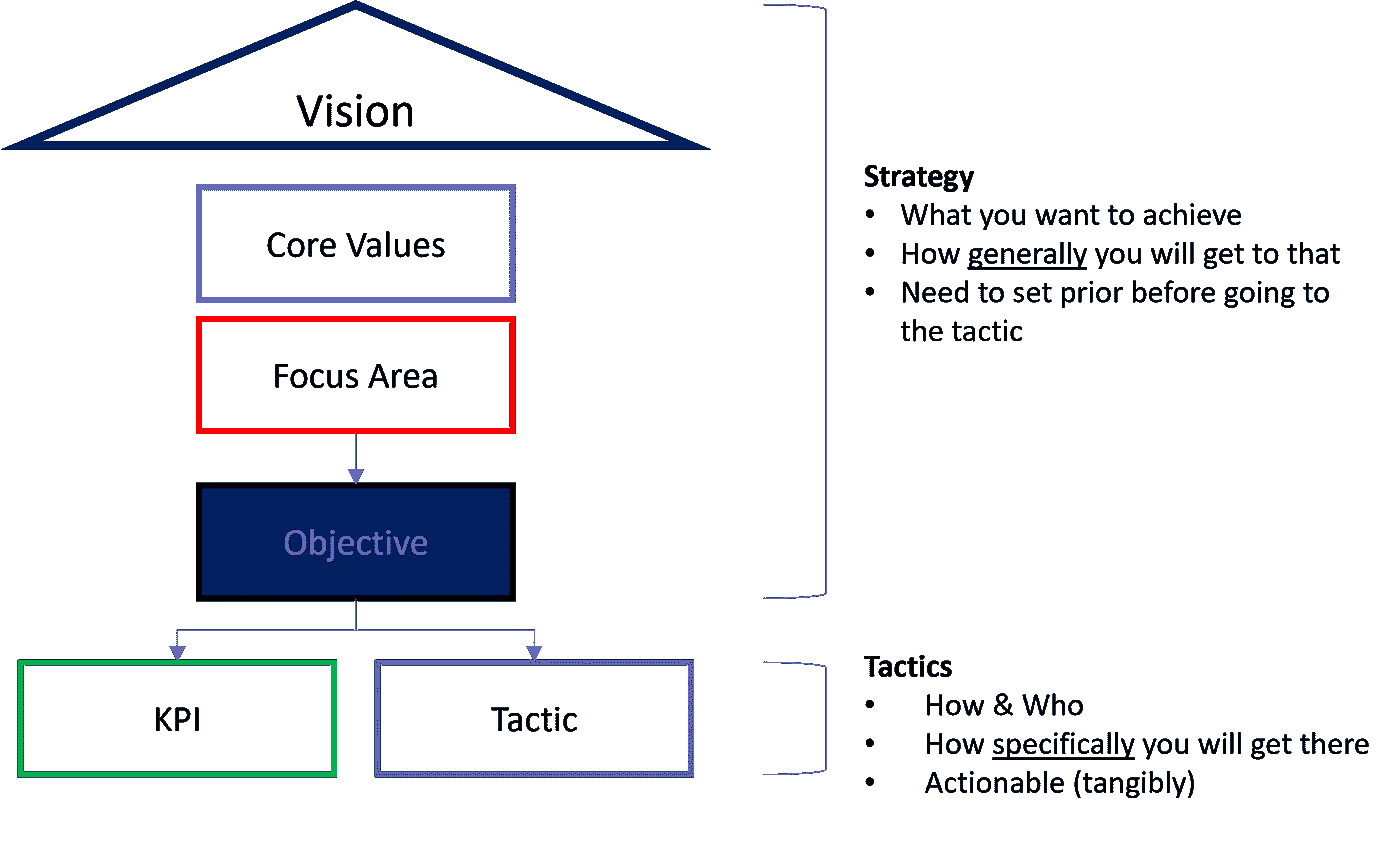 Vision
Core Values
Focus Area
Objective
KPI
Tactic
Strategy
• What you want to achieve
• How generally you will get to that
• Need to set prior before going to
the tactic
Tactics
• How & Who
• How specifically you will get there
• Actionable (tangibly)